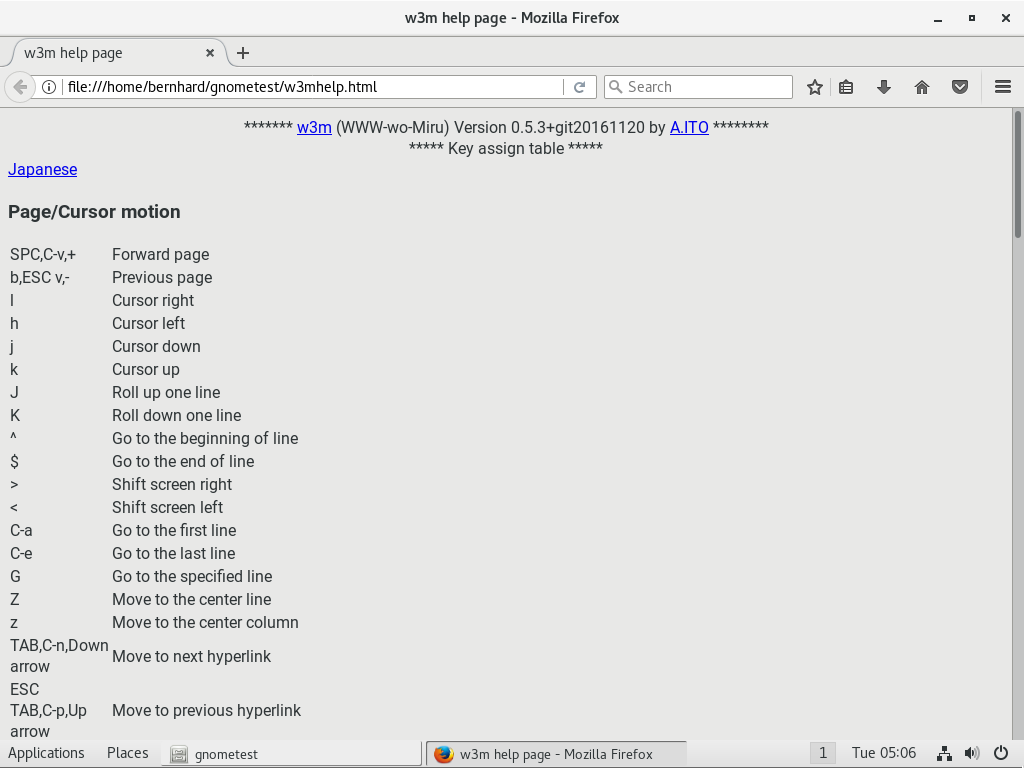 w3m help page - Mozilla Firefox
w3m help page
file:///home/bernhard/gnometest/w3mhelp.html
Search
******* w3m (WWW-wo-Miru) Version 0.5.3+git20161120 by A.ITO ********
***** Key assign table *****
Japanese
Page/Cursor motion
SPC,C-v,+ Forward page
b,ESC v,- Previous page
l Cursor right
h Cursor left
j Cursor down
k Cursor up
J Roll up one line
K Roll down one line
^ Go to the beginning of line
$ Go to the end of line
> Shift screen right
< Shift screen left
C-a Go to the first line
C-e Go to the last line
G Go to the specified line
Z Move to the center line
z Move to the center column
TAB,C-n,Down
arrow
Move to next hyperlink
ESC
TAB,C-p,Up
arrow
Move to previous hyperlink
Applications Places gnometest w3m help page - Mozilla Firefox 1 Tue 05:06